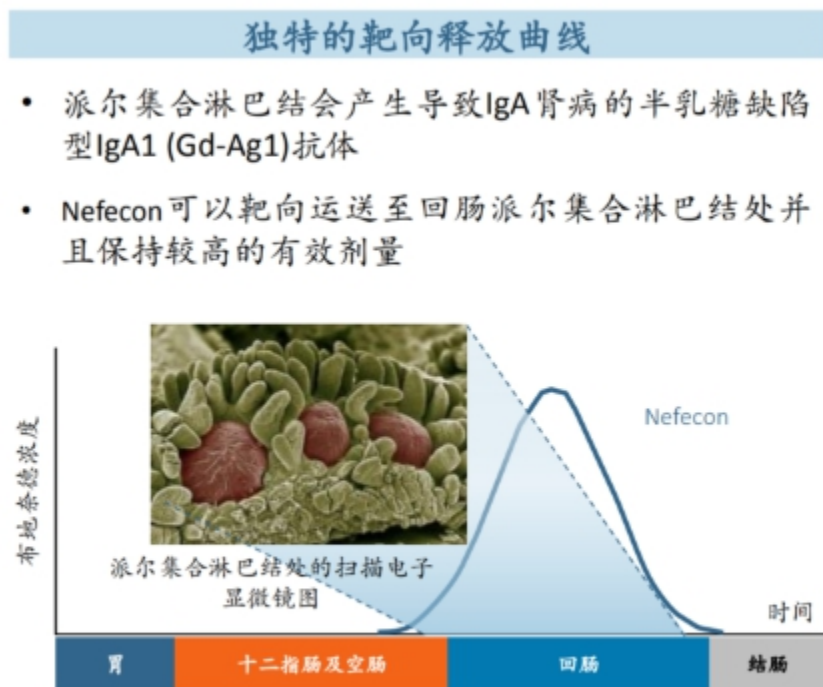 独特的靶向释放曲线
• 派尔集合淋巴结会产生导致IgA肾病的半乳糖缺陷
型IgA1 (Gd-Ag1)抗体
• Nefecon可以靶向运送至回肠派尔集合淋巴结处并
且保持较高的有效剂量
布地奈德浓度
Nefecon
派尔集合淋巴结处的扫描电子
显微镜图
时间
胃
十二指肠及空肠
回肠
结肠